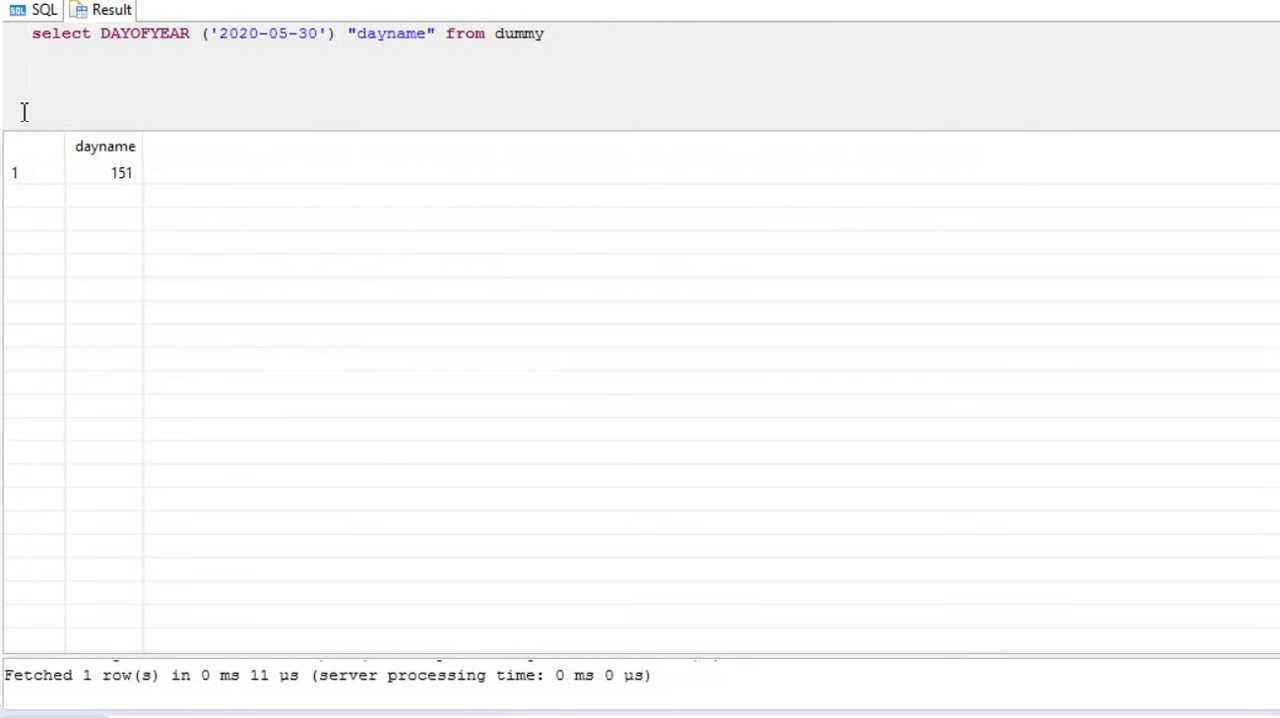 SQL Result
select DAYOFYEAR ('2020-05-30') "dayname" from dummy
dayname
1 151
Fetched 1 row(s) in 0 ms 11 µs (server processing time: 0 ms 0 µs)